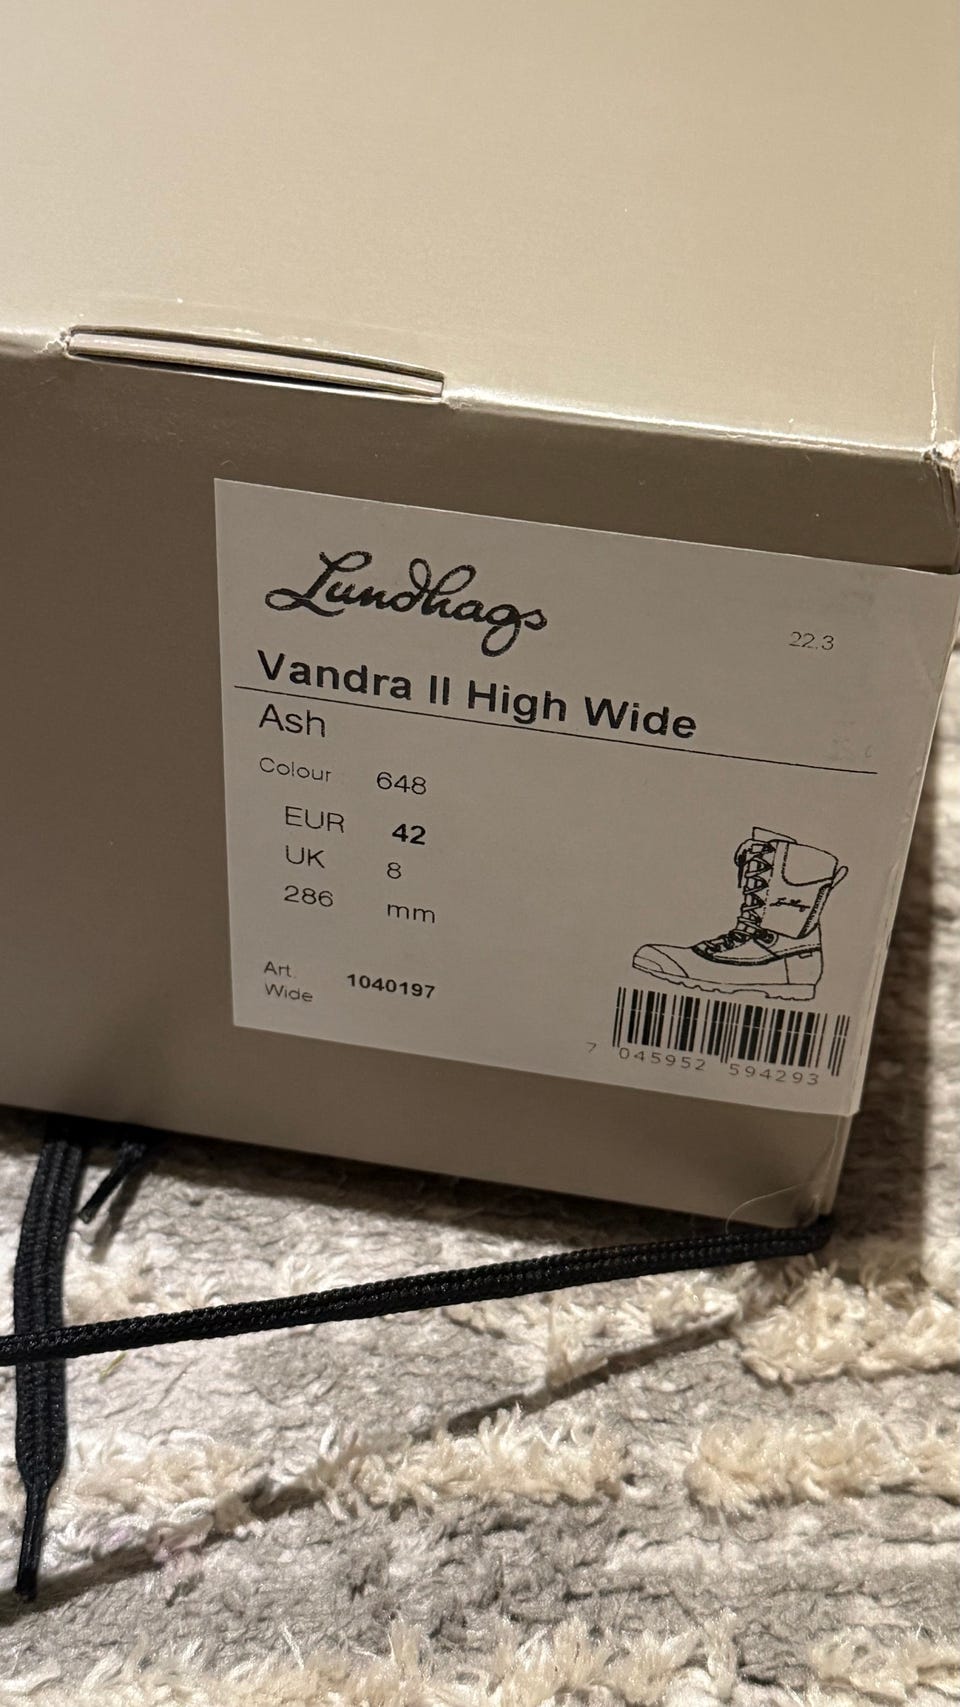 Lundhags
22.3
Vandra II High Wide
Ash
Colour 648
EUR 42
UK 8
286 mm
Art. 1040197
Wide
Lundhags
7 045952 594293